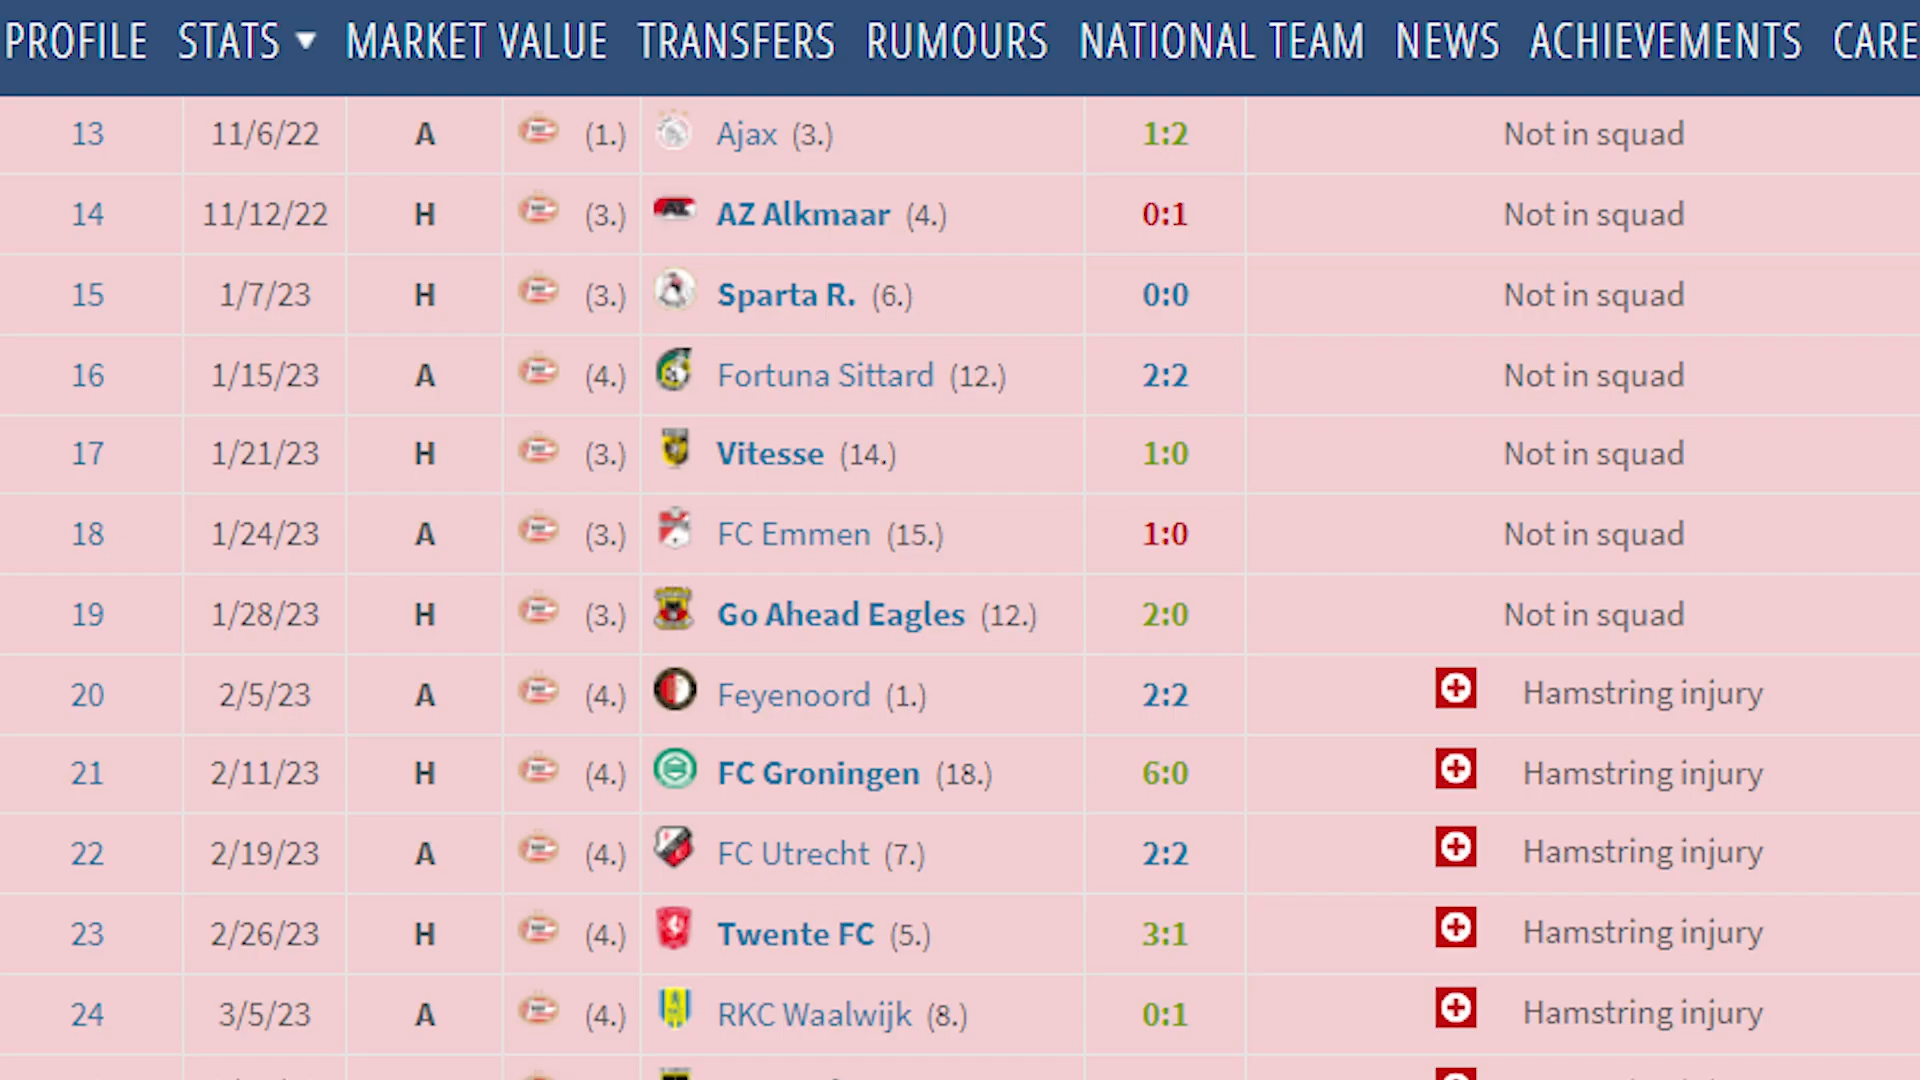 PROFILE STATS MARKET VALUE TRANSFERS RUMOURS NATIONAL TEAM NEWS ACHIEVEMENTS CARE
13 11/6/22 A (1.) Ajax (3.) 1:2 Not in squad
14 11/12/22 H (3.) AZ Alkmaar (4.) 0:1 Not in squad
15 1/7/23 H (3.) Sparta R. (6.) 0:0 Not in squad
16 1/15/23 A (4.) Fortuna Sittard (12.) 2:2 Not in squad
17 1/21/23 H (3.) Vitesse (14.) 1:0 Not in squad
18 1/24/23 A (3.) FC Emmen (15.) 1:0 Not in squad
19 1/28/23 H (3.) Go Ahead Eagles (12.) 2:0 Not in squad
20 2/5/23 A (4.) Feyenoord (1.) 2:2 Hamstring injury
21 2/11/23 H (4.) FC Groningen (18.) 6:0 Hamstring injury
22 2/19/23 A (4.) FC Utrecht (7.) 2:2 Hamstring injury
23 2/26/23 H (4.) Twente FC (5.) 3:1 Hamstring injury
24 3/5/23 A (4.) RKC Waalwijk (8.) 0:1 Hamstring injury